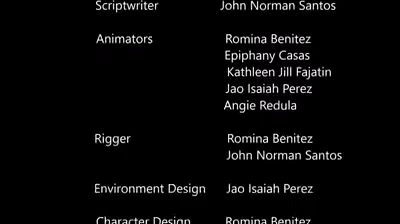 Scriptwriter John Norman Santos
Animators Romina Benitez
Epiphany Casas
Kathleen Jill Fajatin
Jao Isaiah Perez
Angie Redula
Rigger Romina Benitez
John Norman Santos
Environment Design Jao Isaiah Perez
Character Design Romina Benitez